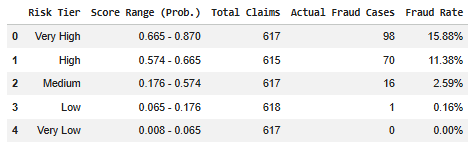 Risk Tier Score Range (Prob.) Total Claims Actual Fraud Cases Fraud Rate
0 Very High 0.665 - 0.870 617 98 15.88%
1 High 0.574 - 0.665 615 70 11.38%
2 Medium 0.176 - 0.574 617 16 2.59%
3 Low 0.065 - 0.176 618 1 0.16%
4 Very Low 0.008 - 0.065 617 0 0.00%